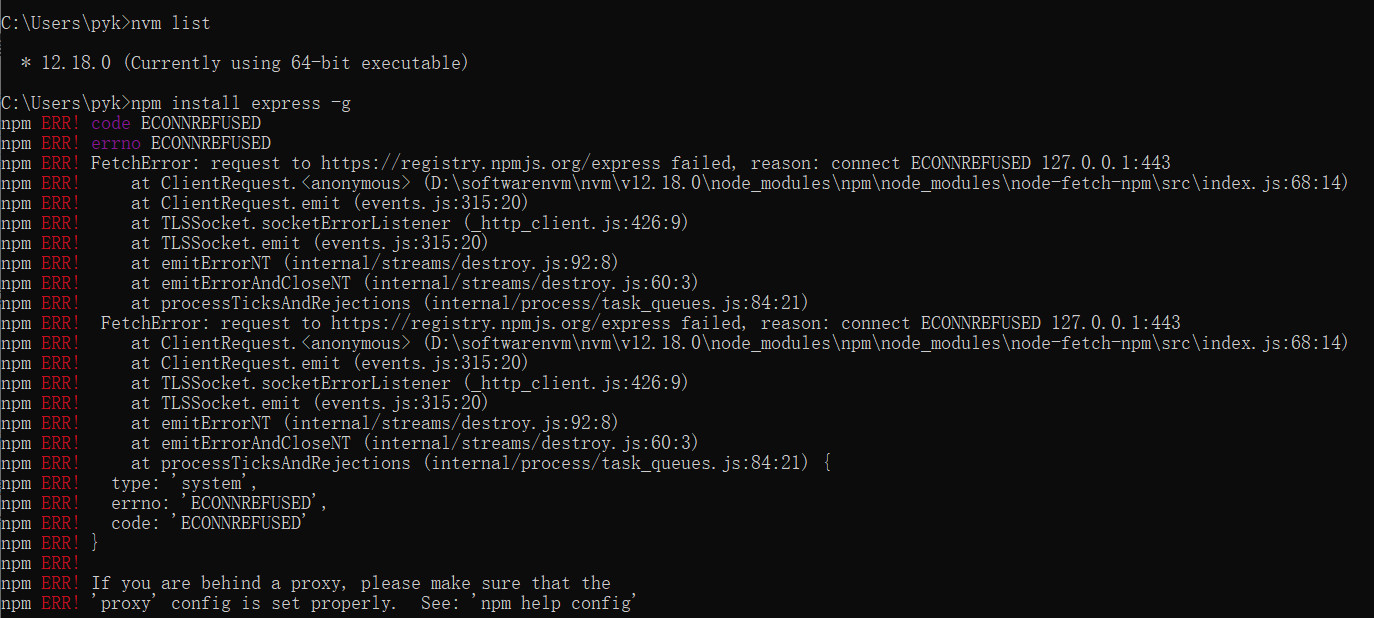 C:\Users\pyk>nvm list
* 12.18.0 (Currently using 64-bit executable)
C:\Users\pyk>npm install express -g
npm ERR! code ECONNREFUSED
npm ERR! errno ECONNREFUSED
npm ERR! FetchError: request to https://registry.npmjs.org/express failed, reason: connect ECONNREFUSED 127.0.0.1:443
npm ERR!     at ClientRequest.<anonymous> (D:\softwarenvm\nvm\v12.18.0\node_modules\npm\node_modules\node-fetch-npm\src\index.js:68:14)
npm ERR!     at ClientRequest.emit (events.js:315:20)
npm ERR!     at TLSSocket.socketErrorListener (_http_client.js:426:9)
npm ERR!     at TLSSocket.emit (events.js:315:20)
npm ERR!     at emitErrorNT (internal/streams/destroy.js:92:8)
npm ERR!     at emitErrorAndCloseNT (internal/streams/destroy.js:60:3)
npm ERR!     at processTicksAndRejections (internal/process/task_queues.js:84:21)
npm ERR!  FetchError: request to https://registry.npmjs.org/express failed, reason: connect ECONNREFUSED 127.0.0.1:443
npm ERR!     at ClientRequest.<anonymous> (D:\softwarenvm\nvm\v12.18.0\node_modules\npm\node_modules\node-fetch-npm\src\index.js:68:14)
npm ERR!     at ClientRequest.emit (events.js:315:20)
npm ERR!     at TLSSocket.socketErrorListener (_http_client.js:426:9)
npm ERR!     at TLSSocket.emit (events.js:315:20)
npm ERR!     at emitErrorNT (internal/streams/destroy.js:92:8)
npm ERR!     at emitErrorAndCloseNT (internal/streams/destroy.js:60:3)
npm ERR!     at processTicksAndRejections (internal/process/task_queues.js:84:21) {
npm ERR!   type: 'system',
npm ERR!   errno: 'ECONNREFUSED',
npm ERR!   code: 'ECONNREFUSED'
npm ERR! }
npm ERR!
npm ERR! If you are behind a proxy, please make sure that the
npm ERR! 'proxy' config is set properly.  See: 'npm help config'